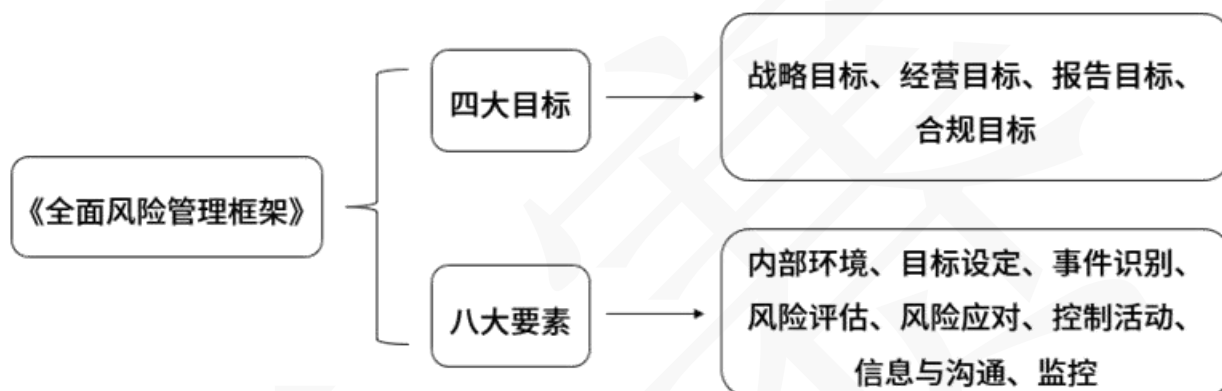 四大目标
战略目标、经营目标、报告目标、
合规目标
《全面风险管理框架》
八大要素
内部环境、目标设定、事件识别、
风险评估、风险应对、控制活动、
信息与沟通、监控